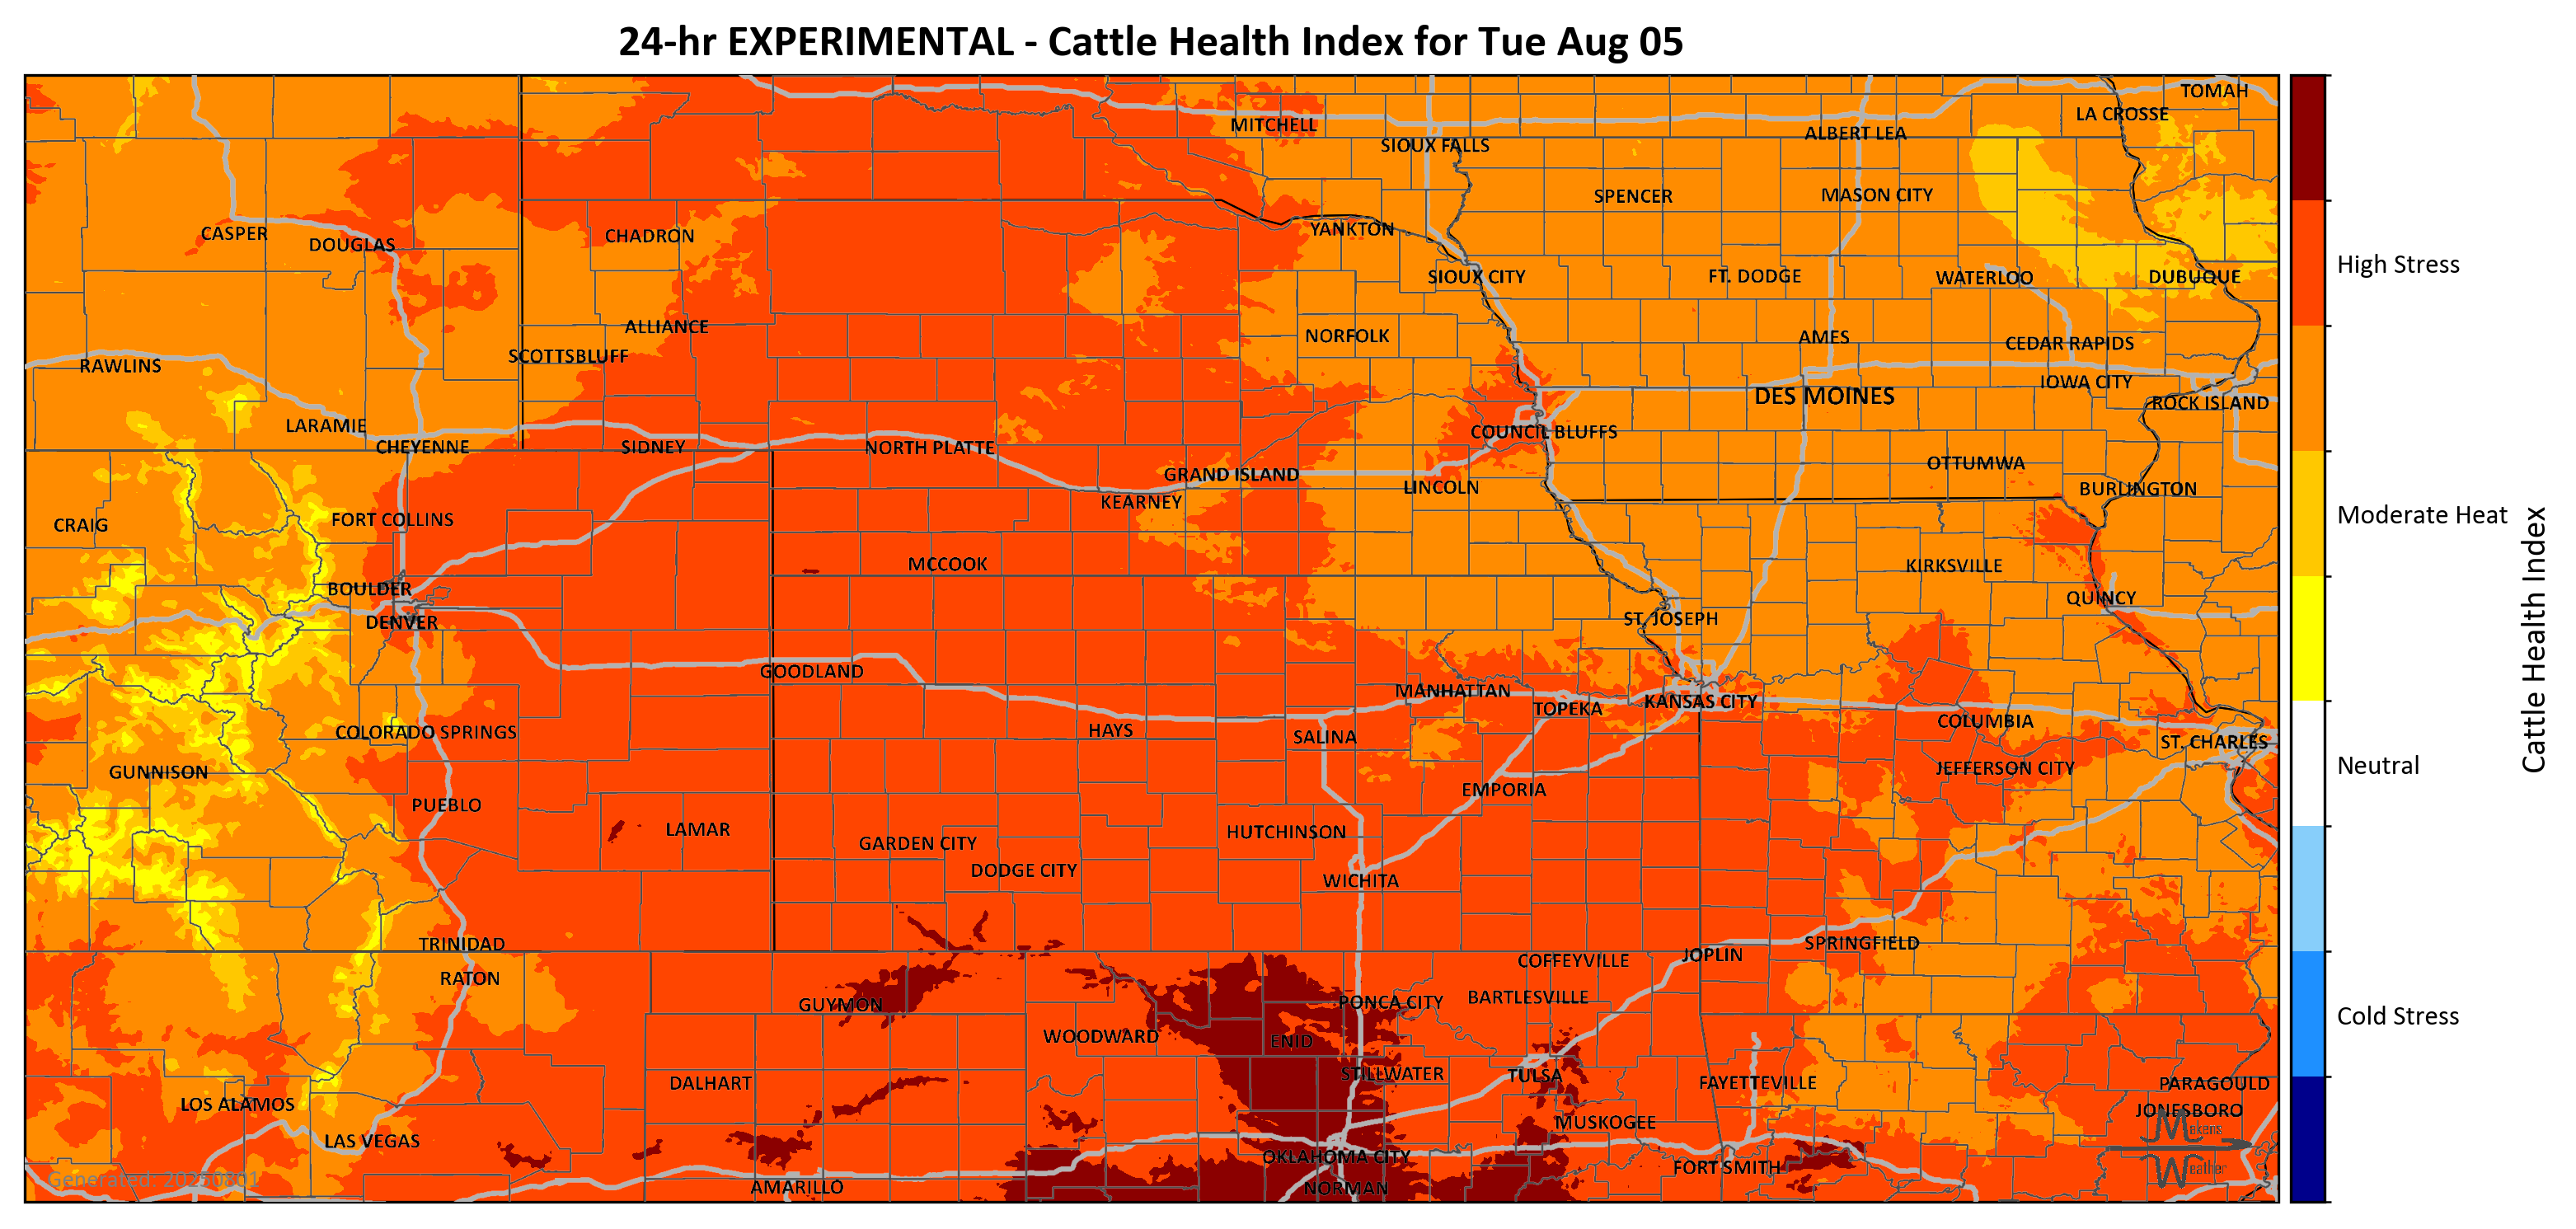 24-hr EXPERIMENTAL - Cattle Health Index for Tue Aug 05
TOMAH
LA CROSSE
MITCHELL
ALBERT LEA
SIOUX FALLS
SPENCER
MASON CITY
CASPER
DOUGLAS
CHADRON
YANKTON
SIOUX CITY
FT. DODGE
WATERLOO
DUBUQUE
High Stress
ALLIANCE
NORFOLK
AMES
CEDAR RAPIDS
SCOTTSBLUFF
RAWLINS
IOWA CITY
DES MOINES
ROCK ISLAND
LARAMIE
COUNCIL BLUFFS
CHEYENNE
SIDNEY
NORTH PLATTE
OTTUMWA
GRAND ISLAND
LINCOLN
BURLINGTON
KEARNEY
CRAIG
FORT COLLINS
Moderate Heat
MCCOOK
KIRKSVILLE
BOULDER
QUINCY
DENVER
ST. JOSEPH
Cattle Health Index
GOODLAND
MANHATTAN
KANSAS CITY
TOPEKA
COLUMBIA
COLORADO SPRINGS
HAYS
SALINA
ST. CHARLES
GUNNISON
JEFFERSON CITY
Neutral
EMPORIA
PUEBLO
LAMAR
HUTCHINSON
GARDEN CITY
DODGE CITY
WICHITA
TRINIDAD
SPRINGFIELD
JOPLIN
COFFEYVILLE
RATON
BARTLESVILLE
GUYMON
PONCA CITY
Cold Stress
WOODWARD
ENID
STILLWATER
TULSA
DALHART
FAYETTEVILLE
PARAGOULD
LOS ALAMOS
JONESBORO
MUSKOGEE
Makens
LAS VEGAS
OKLAHOMA CITY
FORT SMITH
Weather
Generated: 20250801
AMARILLO
NORMAN